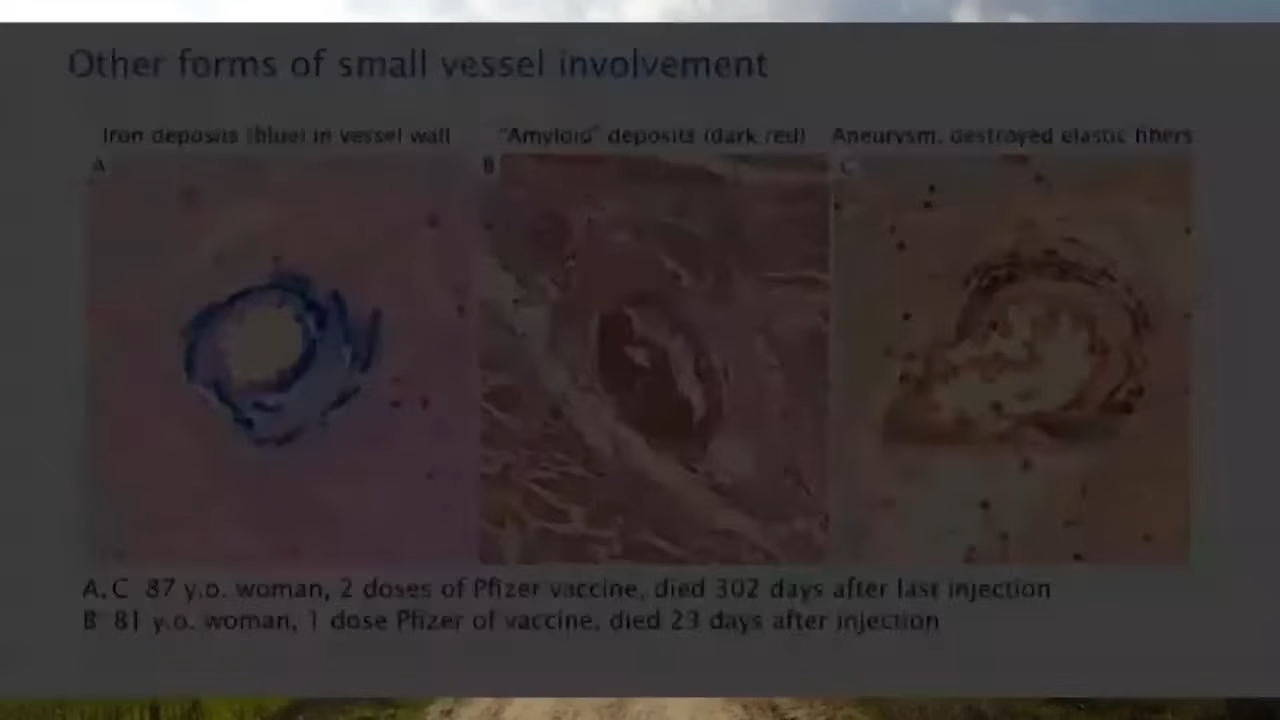 Other forms of small vessel involvement
Iron deposits (blue) in vessel wall
"Amyloid" deposits (dark red)
Aneurysm, destroyed elastic fibers
A
B
C
A,C 87 y.o. woman, 2 doses of Pfizer vaccine, died 302 days after last injection
B 81 y.o. woman, 1 dose Pfizer of vaccine, died 23 days after injection